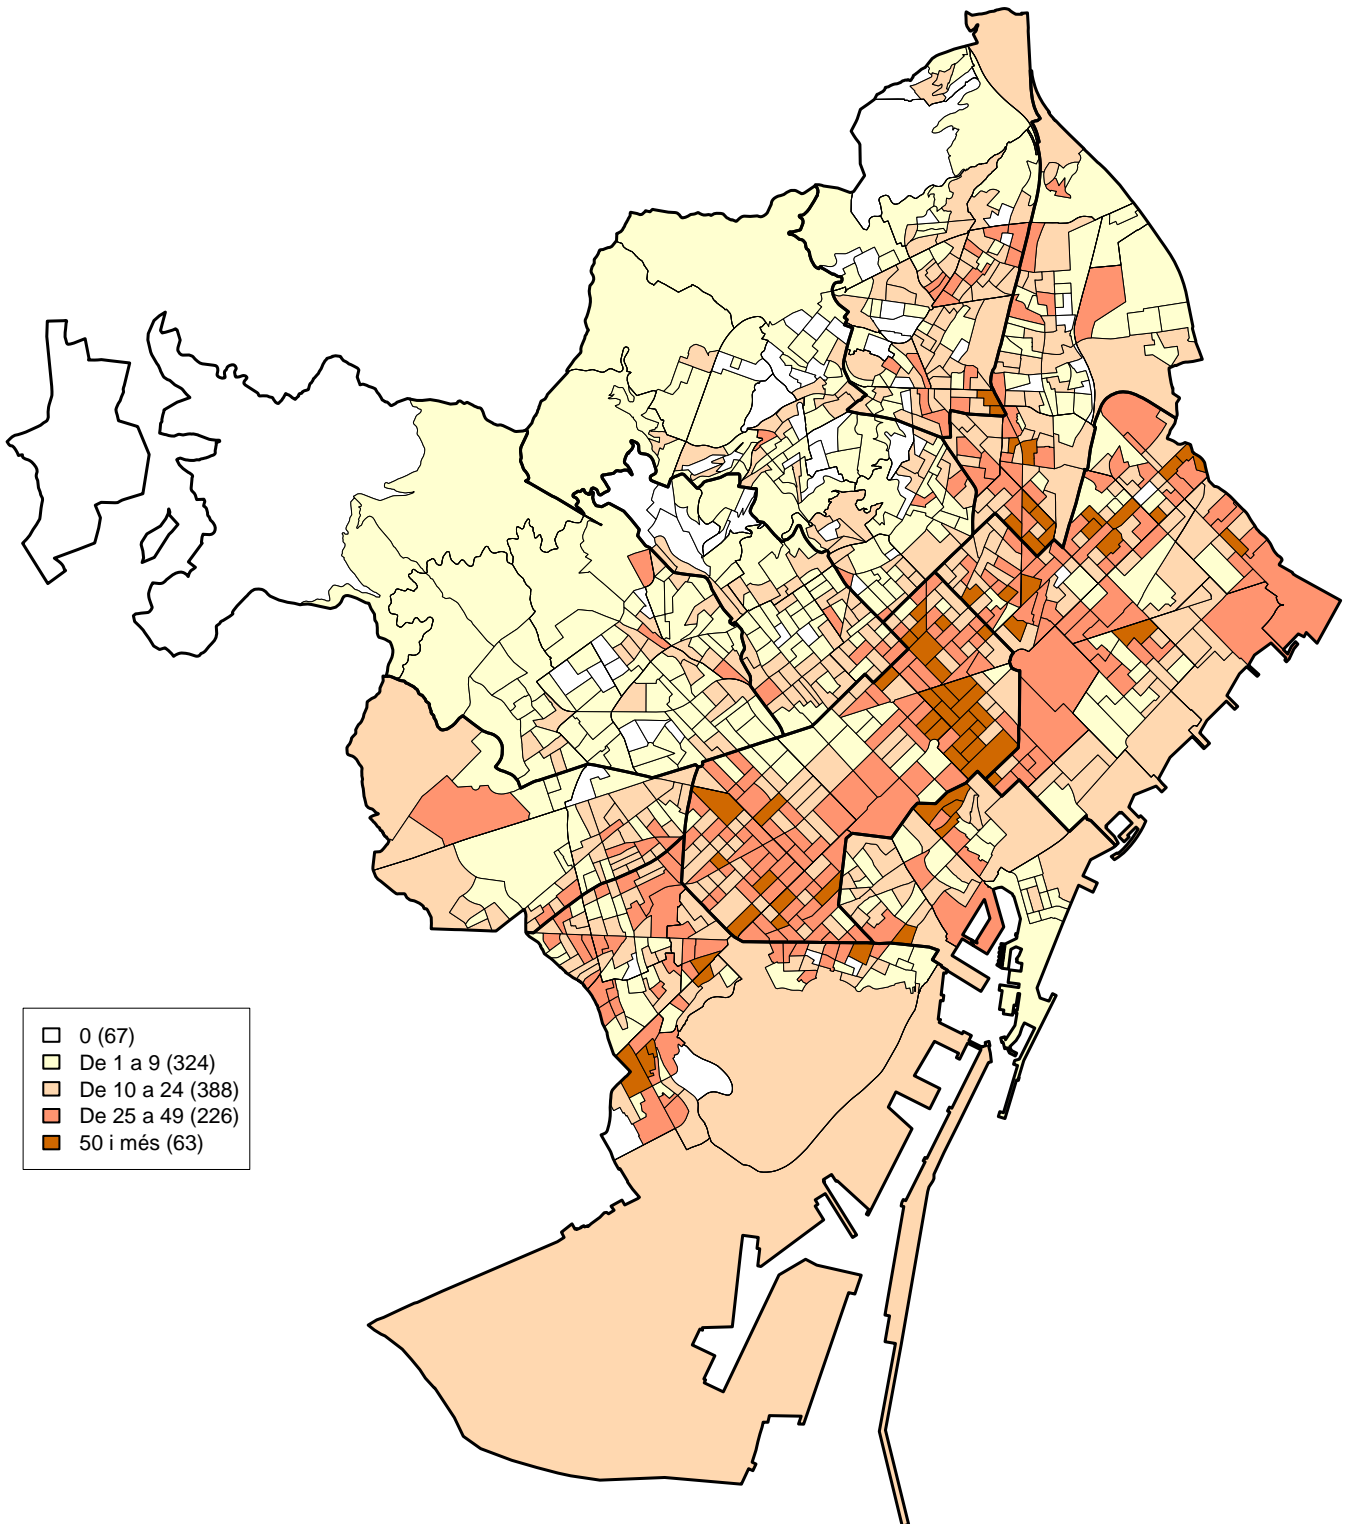 0 (67)
De 1 a 9 (324)
De 10 a 24 (388)
De 25 a 49 (226)
50 i més (63)